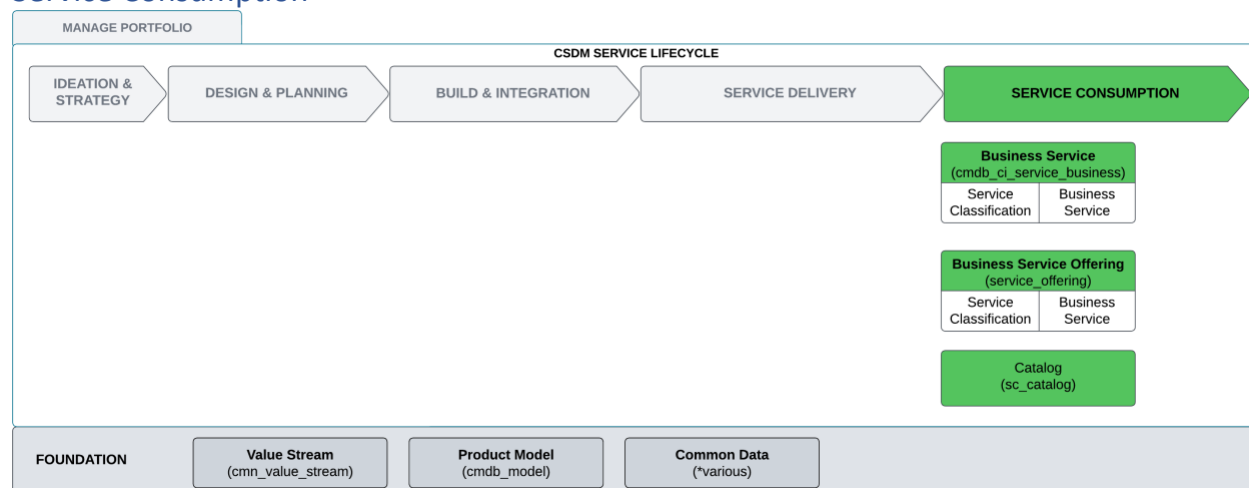 Service Consumption
MANAGE PORTFOLIO
CSDM SERVICE LIFECYCLE
IDEATION &
STRATEGY
DESIGN & PLANNING
BUILD & INTEGRATION
SERVICE DELIVERY
SERVICE CONSUMPTION
Business Service
(cmdb_ci_service_business)
Service
Classification
Business
Service
Business Service Offering
(service_offering)
Service
Classification
Business
Service
Catalog
(sc_catalog)
FOUNDATION
Value Stream
(cmn_value_stream)
Product Model
(cmdb_model)
Common Data
(*various)